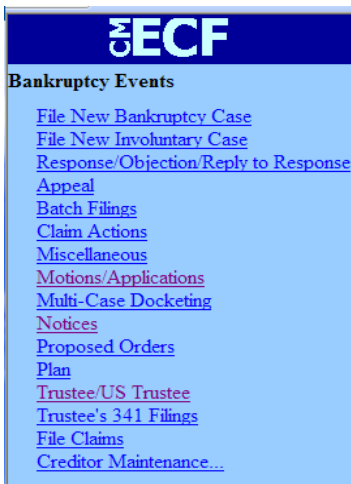 CM ECF
Bankruptcy Events
File New Bankruptcy Case
File New Involuntary Case
Response/Objection/Reply to Response
Appeal
Batch Filings
Claim Actions
Miscellaneous
Motions/Applications
Multi-Case Docketing
Notices
Proposed Orders
Plan
Trustee/US Trustee
Trustee's 341 Filings
File Claims
Creditor Maintenance...